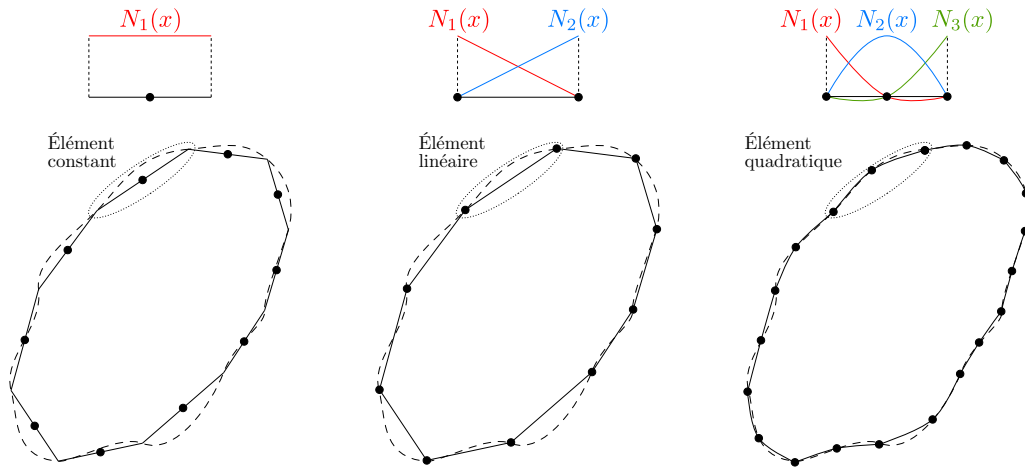 N₁(x)
N₁(x) N₂(x)
N₁(x) N₂(x) N₃(x)
Élément
constant
Élément
linéaire
Élément
quadratique